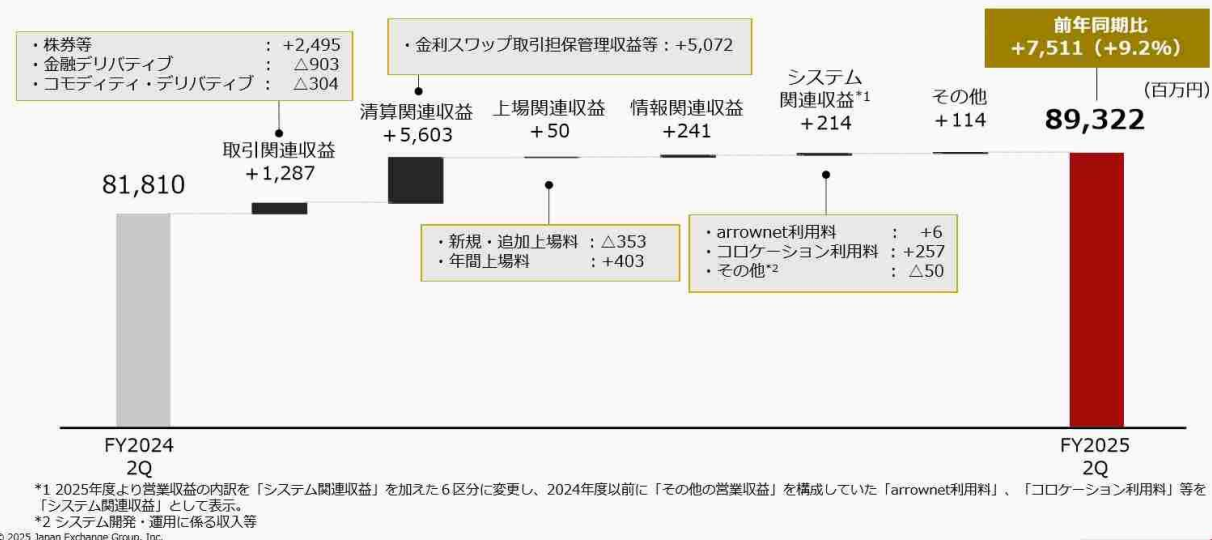 前年同期比
+7,511（+9.2%）
（百万円）
・株券等 : +2,495
・金融デリバティブ : △903
・コモディティ・デリバティブ : △304
・金利スワップ取引担保管理収益等：+5,072
取引関連収益
+1,287
清算関連収益
+5,603
上場関連収益
+50
情報関連収益
+241
システム
関連収益*1
+214
その他
+114
89,322
81,810
・新規・追加上場料 : △353
・年間上場料 : +403
・arrownet利用料 : +6
・コロケーション利用料 : +257
・その他*2 : △50
FY2024
2Q
FY2025
2Q
*1 2025年度より営業収益の内訳を「システム関連収益」を加えた６区分に変更し、2024年度以前に「その他の営業収益」を構成していた「arrownet利用料」、「コロケーション利用料」等を
「システム関連収益」として表示。
*2 システム開発・運用に係る収入等
© 2025 Japan Exchange Group, Inc.